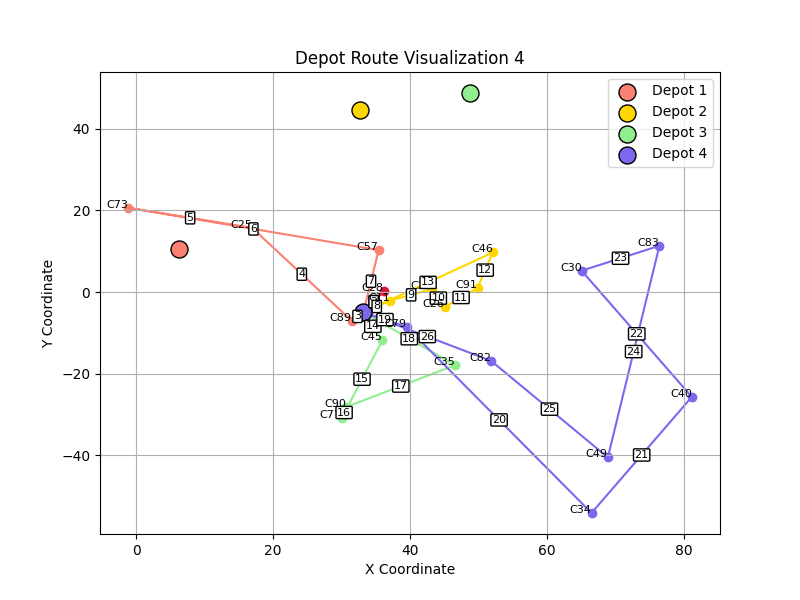 Depot Route Visualization 4
Depot 1
Depot 2
Depot 3
Depot 4
Y Coordinate
40
20
0
−20
−40
C73
5
C25
6
C57
C46
C83
23
C30
4
7
13
12
C91
9
10
11
C26
3
8
C89
14
19
C79
C45
18
26
22
24
15
C35
C82
17
C40
C90
16
20
25
21
C49
C34
0
20
40
60
80
X Coordinate